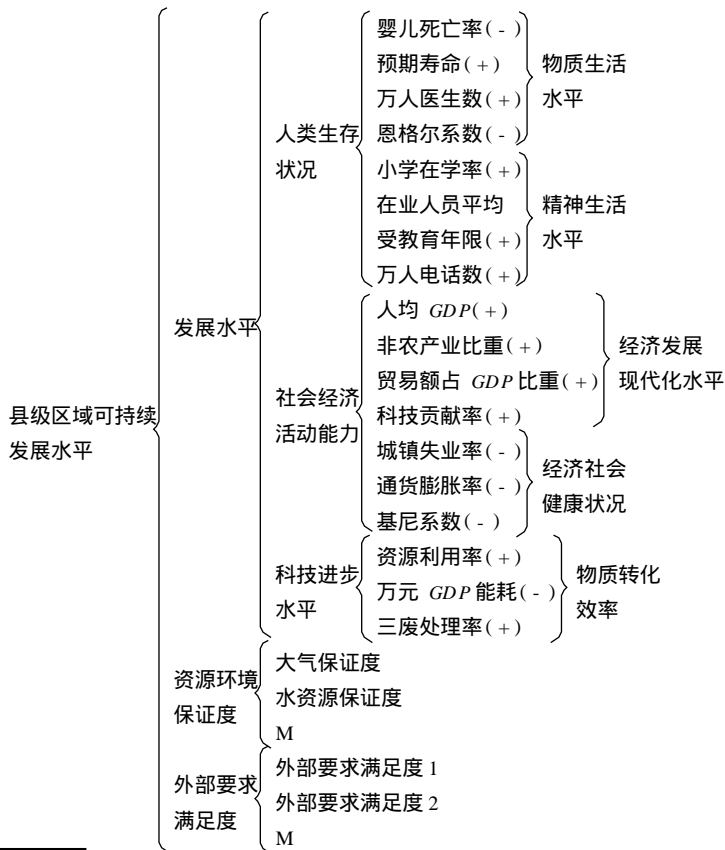 县级区域可持续
发展水平
发展水平
人类生存
状况
婴儿死亡率(-)
预期寿命(+)
万人医生数(+)
恩格尔系数(-)
物质生活
水平
小学在学率(+)
在业人员平均
受教育年限(+)
万人电话数(+)
精神生活
水平
社会经济
活动能力
人均 GDP(+)
非农产业比重(+)
贸易额占 GDP 比重(+)
科技贡献率(+)
经济发展
现代化水平
城镇失业率(-)
通货膨胀率(-)
基尼系数(-)
经济社会
健康状况
科技进步
水平
资源利用率(+)
万元 GDP 能耗(-)
三废处理率(+)
物质转化
效率
资源环境
保证度
大气保证度
水资源保证度
M
外部要求
满足度
外部要求满足度 1
外部要求满足度 2
M